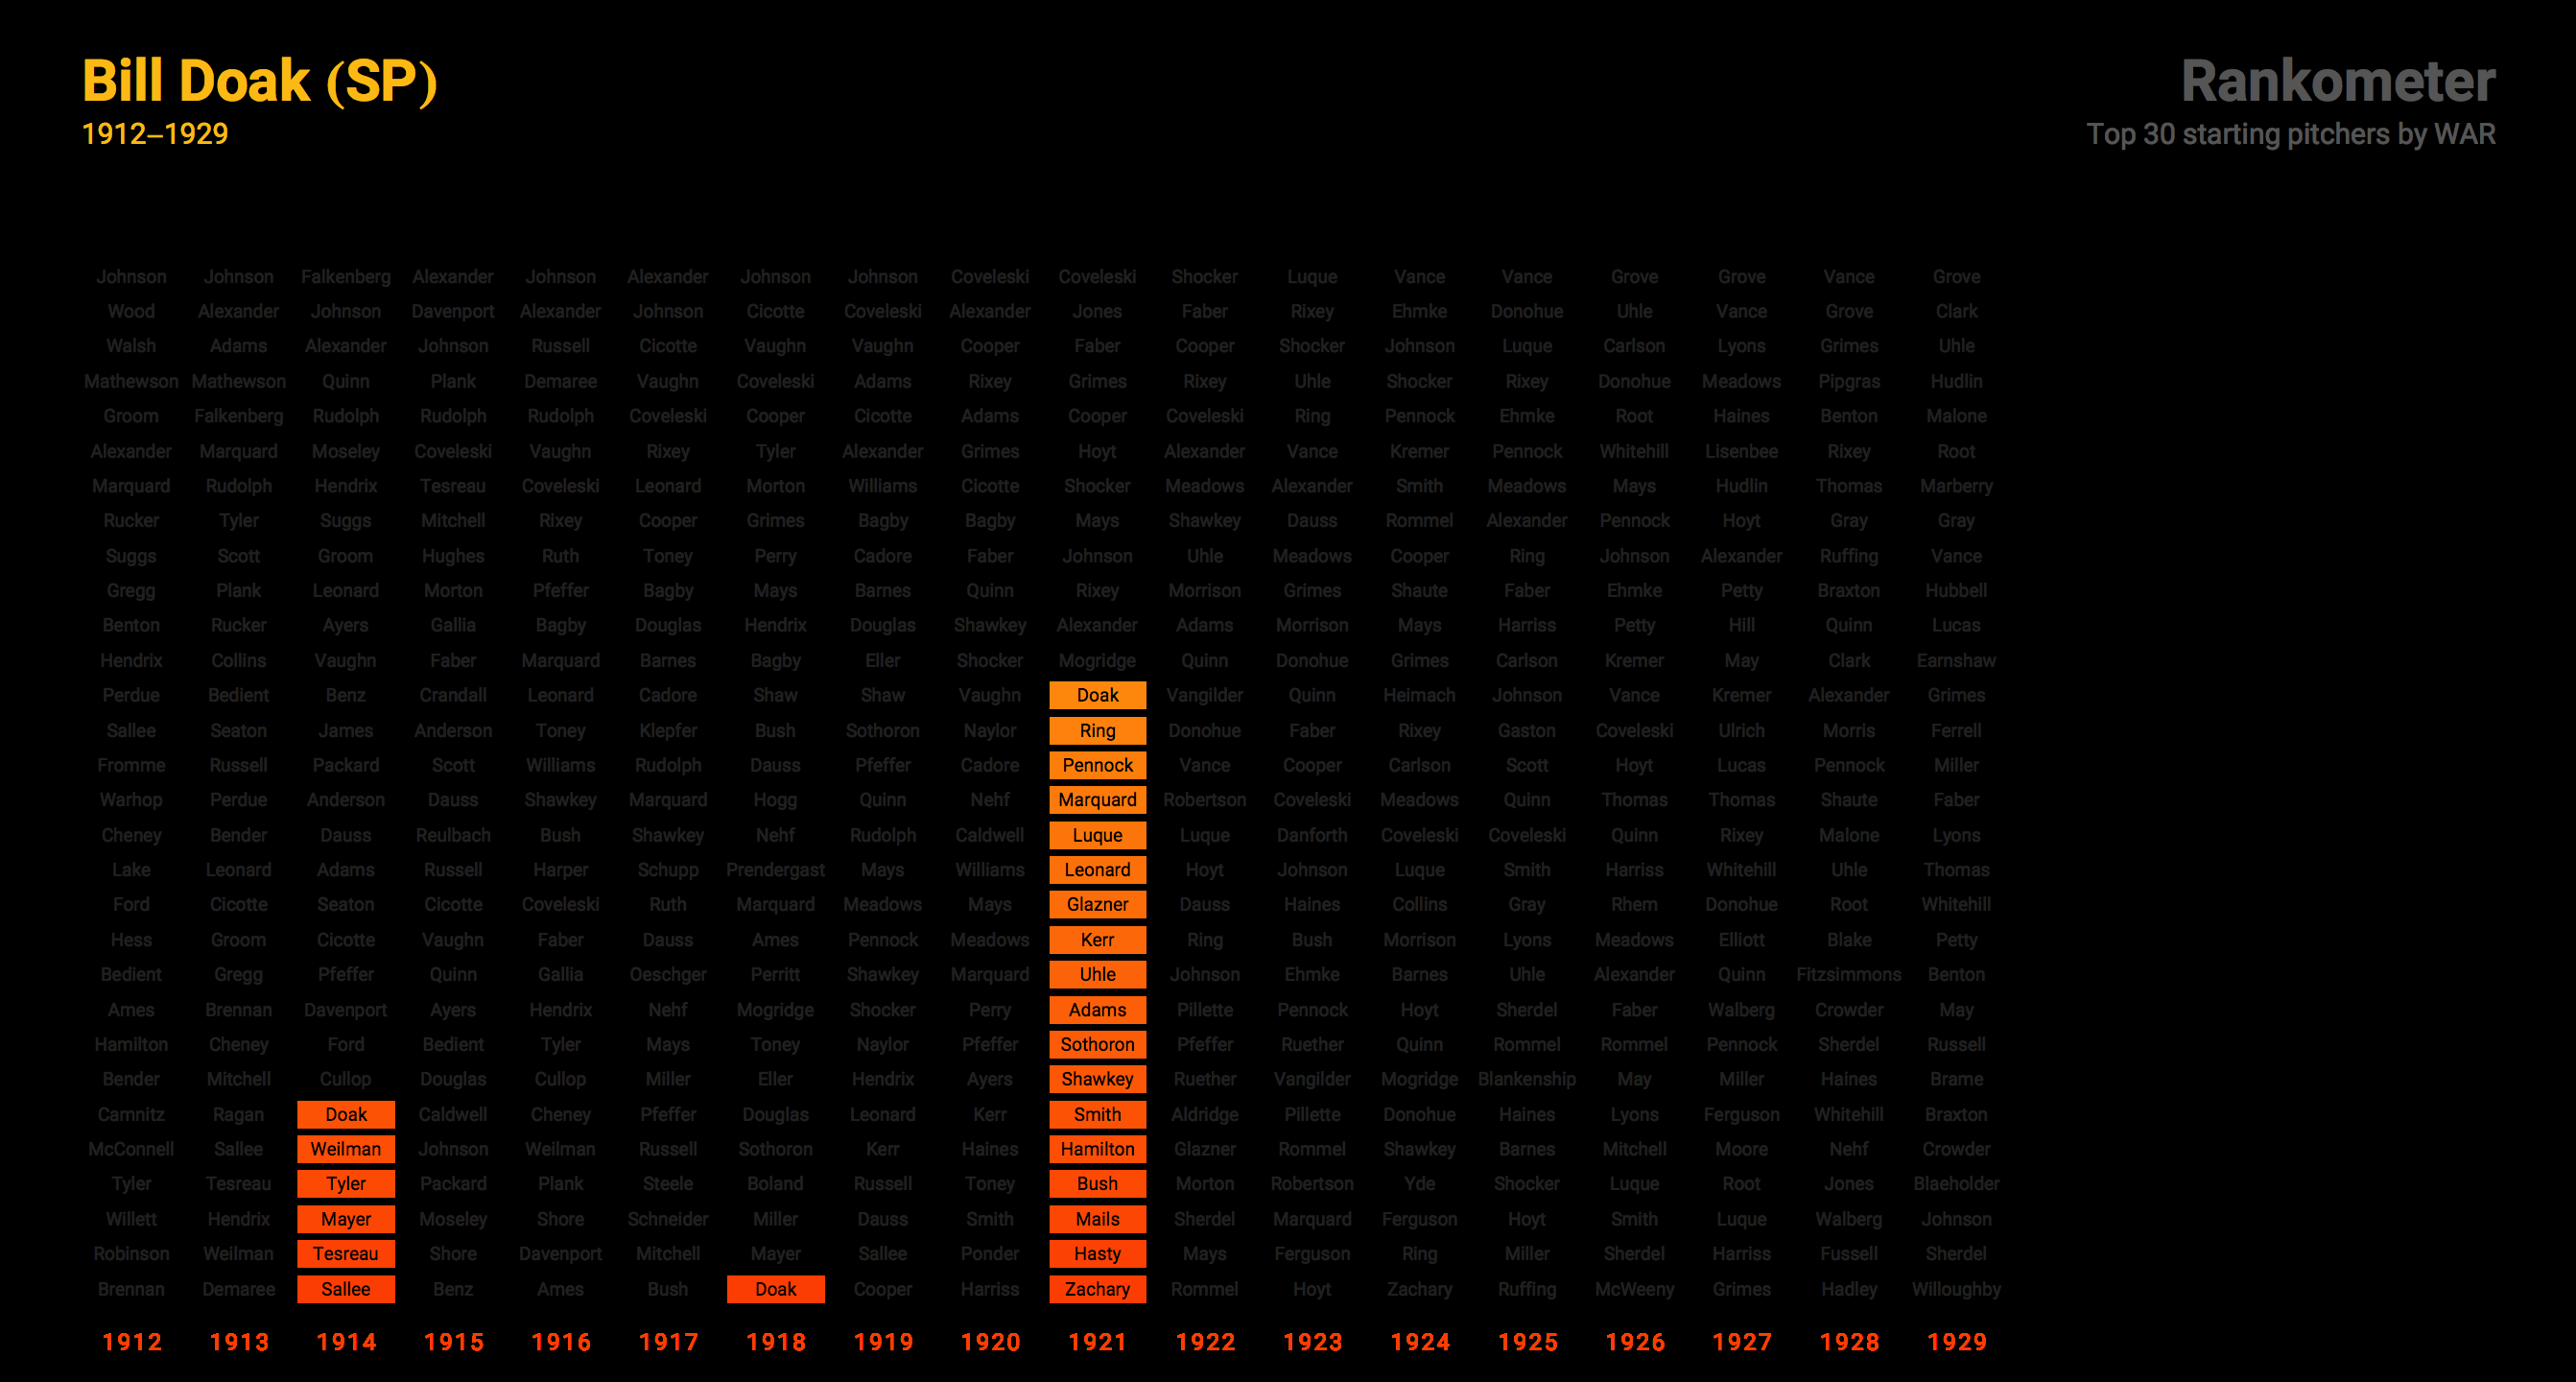 Bill Doak (SP)
1912–1929
Rankometer
Top 30 starting pitchers by WAR
Johnson Johnson Falkenberg Alexander Johnson Alexander Johnson Johnson Coveleski Coveleski Shocker Luque Vance Vance Grove Grove Vance Grove
Wood Alexander Johnson Davenport Alexander Johnson Cicotte Coveleski Alexander Jones Faber Rixey Ehmke Donohue Uhle Vance Grove Clark
Walsh Adams Alexander Johnson Russell Cicotte Vaughn Vaughn Cooper Faber Cooper Shocker Johnson Luque Carlson Lyons Grimes Uhle
Mathewson Mathewson Quinn Plank Demaree Vaughn Coveleski Adams Rixey Grimes Rixey Uhle Shocker Rixey Donohue Meadows Pipgras Hudlin
Groom Falkenberg Rudolph Rudolph Rudolph Coveleski Cooper Cicotte Adams Cooper Coveleski Ring Pennock Ehmke Root Haines Benton Malone
Alexander Marquard Moseley Coveleski Vaughn Rixey Tyler Alexander Grimes Hoyt Alexander Vance Kremer Pennock Whitehill Lisenbee Rixey Root
Marquard Rudolph Hendrix Tesreau Coveleski Leonard Morton Williams Cicotte Shocker Meadows Alexander Smith Meadows Mays Hudlin Thomas Marberry
Rucker Tyler Suggs Mitchell Rixey Cooper Grimes Bagby Bagby Mays Shawkey Dauss Rommel Alexander Pennock Hoyt Gray Gray
Suggs Scott Groom Hughes Ruth Toney Perry Cadore Faber Johnson Uhle Meadows Cooper Ring Johnson Alexander Ruffing Vance
Gregg Plank Leonard Morton Pfeffer Bagby Mays Barnes Quinn Rixey Morrison Grimes Shaute Faber Ehmke Petty Braxton Hubbell
Benton Rucker Ayers Gallia Bagby Douglas Hendrix Douglas Shawkey Alexander Adams Morrison Mays Harriss Petty Hill Quinn Lucas
Hendrix Collins Vaughn Faber Marquard Barnes Bagby Eller Shocker Mogridge Quinn Donohue Grimes Carlson Kremer May Clark Earnshaw
Perdue Bedient Benz Crandall Leonard Cadore Shaw Shaw Vaughn Doak Vangilder Quinn Heimach Johnson Vance Kremer Alexander Grimes
Sallee Seaton James Anderson Toney Klepfer Bush Sothoron Naylor Ring Donohue Faber Rixey Gaston Coveleski Ulrich Morris Ferrell
Fromme Russell Packard Scott Williams Rudolph Dauss Pfeffer Cadore Pennock Vance Cooper Carlson Scott Hoyt Lucas Pennock Miller
Warhop Perdue Anderson Dauss Shawkey Marquard Hogg Quinn Nehf Marquard Robertson Coveleski Meadows Quinn Thomas Thomas Shaute Faber
Cheney Bender Dauss Reulbach Bush Shawkey Nehf Rudolph Caldwell Luque Luque Danforth Coveleski Coveleski Quinn Rixey Malone Lyons
Lake Leonard Adams Russell Harper Schupp Prendergast Mays Williams Leonard Hoyt Johnson Luque Smith Harriss Whitehill Uhle Thomas
Ford Cicotte Seaton Cicotte Coveleski Ruth Marquard Meadows Mays Glazner Dauss Haines Collins Gray Rhem Donohue Root Whitehill
Hess Groom Cicotte Vaughn Faber Dauss Ames Pennock Meadows Kerr Ring Bush Morrison Lyons Meadows Elliott Blake Petty
Bedient Gregg Pfeffer Quinn Gallia Oeschger Perritt Shawkey Marquard Uhle Johnson Ehmke Barnes Uhle Alexander Quinn Fitzsimmons Benton
Ames Brennan Davenport Ayers Hendrix Nehf Mogridge Shocker Perry Adams Pillette Pennock Hoyt Sherdel Faber Walberg Crowder May
Hamilton Cheney Ford Bedient Tyler Mays Toney Naylor Pfeffer Sothoron Pfeffer Ruether Quinn Rommel Rommel Pennock Sherdel Russell
Bender Mitchell Cullop Douglas Cullop Miller Eller Hendrix Ayers Shawkey Ruether Vangilder Mogridge Blankenship May Miller Haines Brame
Camnitz Ragan Doak Caldwell Cheney Pfeffer Douglas Leonard Kerr Smith Aldridge Pillette Donohue Haines Lyons Ferguson Whitehill Braxton
McConnell Sallee Weilman Johnson Weilman Russell Sothoron Kerr Haines Hamilton Glazner Rommel Shawkey Barnes Mitchell Moore Nehf Crowder
Tyler Tesreau Tyler Packard Plank Steele Boland Russell Toney Bush Morton Robertson Yde Shocker Luque Root Jones Blaeholder
Willett Hendrix Mayer Moseley Shore Schneider Miller Dauss Smith Mails Sherdel Marquard Ferguson Hoyt Smith Luque Walberg Johnson
Robinson Weilman Tesreau Shore Davenport Mitchell Mayer Sallee Ponder Hasty Mays Ferguson Ring Miller Sherdel Harriss Fussell Sherdel
Brennan Demaree Sallee Benz Ames Bush Doak Cooper Harriss Zachary Rommel Hoyt Zachary Ruffing McWeeny Grimes Hadley Willoughby
1912 1913 1914 1915 1916 1917 1918 1919 1920 1921 1922 1923 1924 1925 1926 1927 1928 1929